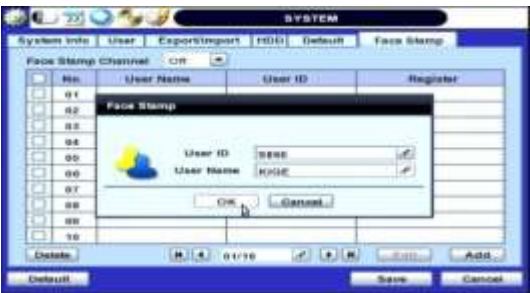 SYSTEM
System Info User Export/Import HDD Default Face Stamp
Face Stamp Channel Off
No. User Name User ID Register
01
02
03
04
05
06
07
08
09
10
Face Stamp
User ID
User Name
OK Cancel
Delete 01/10 Edit Add
Default Save Cancel